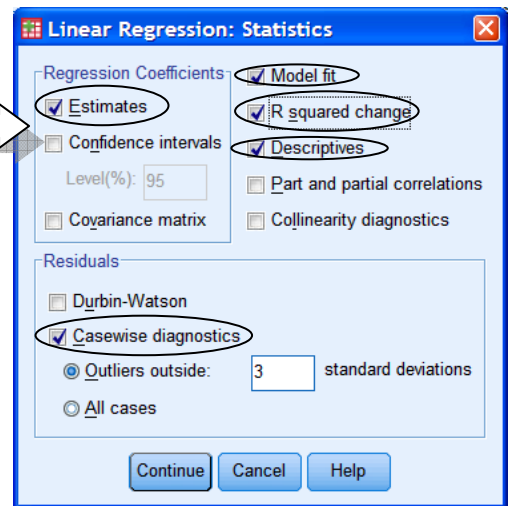 Linear Regression: Statistics
Regression Coefficients
Estimates
Confidence intervals
Level(%): 95
Covariance matrix
Model fit
R squared change
Descriptives
Part and partial correlations
Collinearity diagnostics
Residuals
Durbin-Watson
Casewise diagnostics
Outliers outside: 3 standard deviations
All cases
Continue Cancel Help